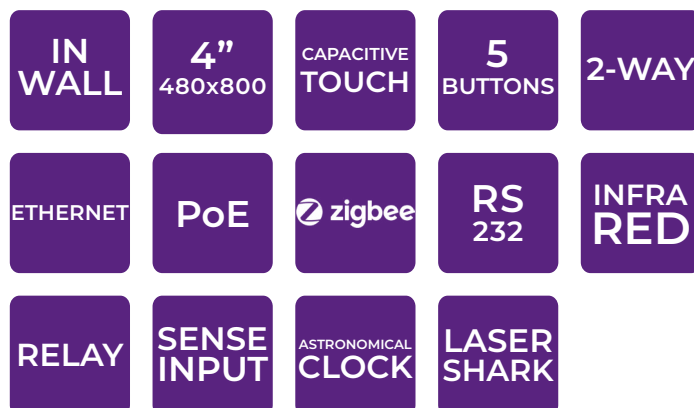 IN
WALL
4”
480x800
CAPACITIVE
TOUCH
5
BUTTONS
2-WAY
ETHERNET
PoE
zigbee
RS
232
INFRA
RED
RELAY
SENSE
INPUT
ASTRONOMICAL
CLOCK
LASER
SHARK